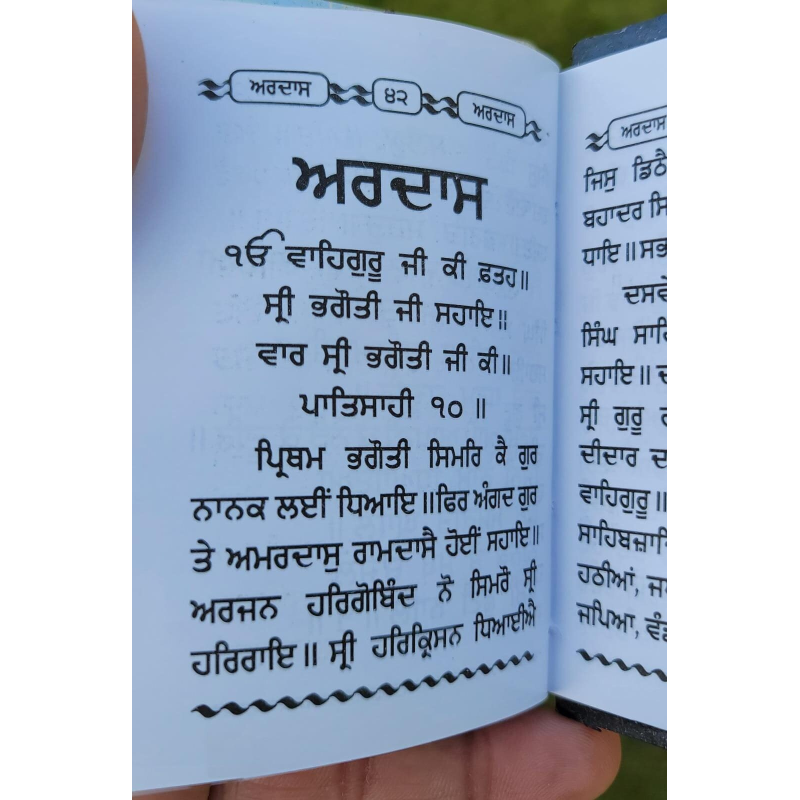 ਅਰਦਾਸ ੪੨ ਅਰਦਾਸ
ਅਰਦਾਸ
ੴ ਵਾਹਿਗੁਰੂ ਜੀ ਕੀ ਫ਼ਤਹ॥
ਸ੍ਰੀ ਭਗੌਤੀ ਜੀ ਸਹਾਇ॥
ਵਾਰ ਸ੍ਰੀ ਭਗੌਤੀ ਜੀ ਕੀ॥
ਪਾਤਿਸਾਹੀ ੧੦ ॥
ਪ੍ਰਿਥਮ ਭਗੌਤੀ ਸਿਮਰਿ ਕੈ ਗੁਰ
ਨਾਨਕ ਲਈਂ ਧਿਆਇ॥ਫਿਰ ਅੰਗਦ ਗੁਰ
ਤੇ ਅਮਰਦਾਸੁ ਰਾਮਦਾਸੈ ਹੋਈਂ ਸਹਾਇ॥
ਅਰਜਨ ਹਰਿਗੋਬਿੰਦ ਨੋ ਸਿਮਰੌ ਸ੍ਰੀ
ਹਰਿਰਾਇ॥ ਸ੍ਰੀ ਹਰਿਕ੍ਰਿਸਨ ਧਿਆਈਐ
ਅਰਦਾਸ
ਜਿਸੁ ਡਿਠੈ
ਬਹਾਦਰ
ਧਾਇ॥
ਸਿੰਘ
ਸਹਾਇ॥
ਸ੍ਰੀ ਗੁਰੂ
ਦੀਦਾਰ
ਵਾਹਿਗੁਰੂ॥
ਹਠੀਆਂ,
ਜਪਿਆ,